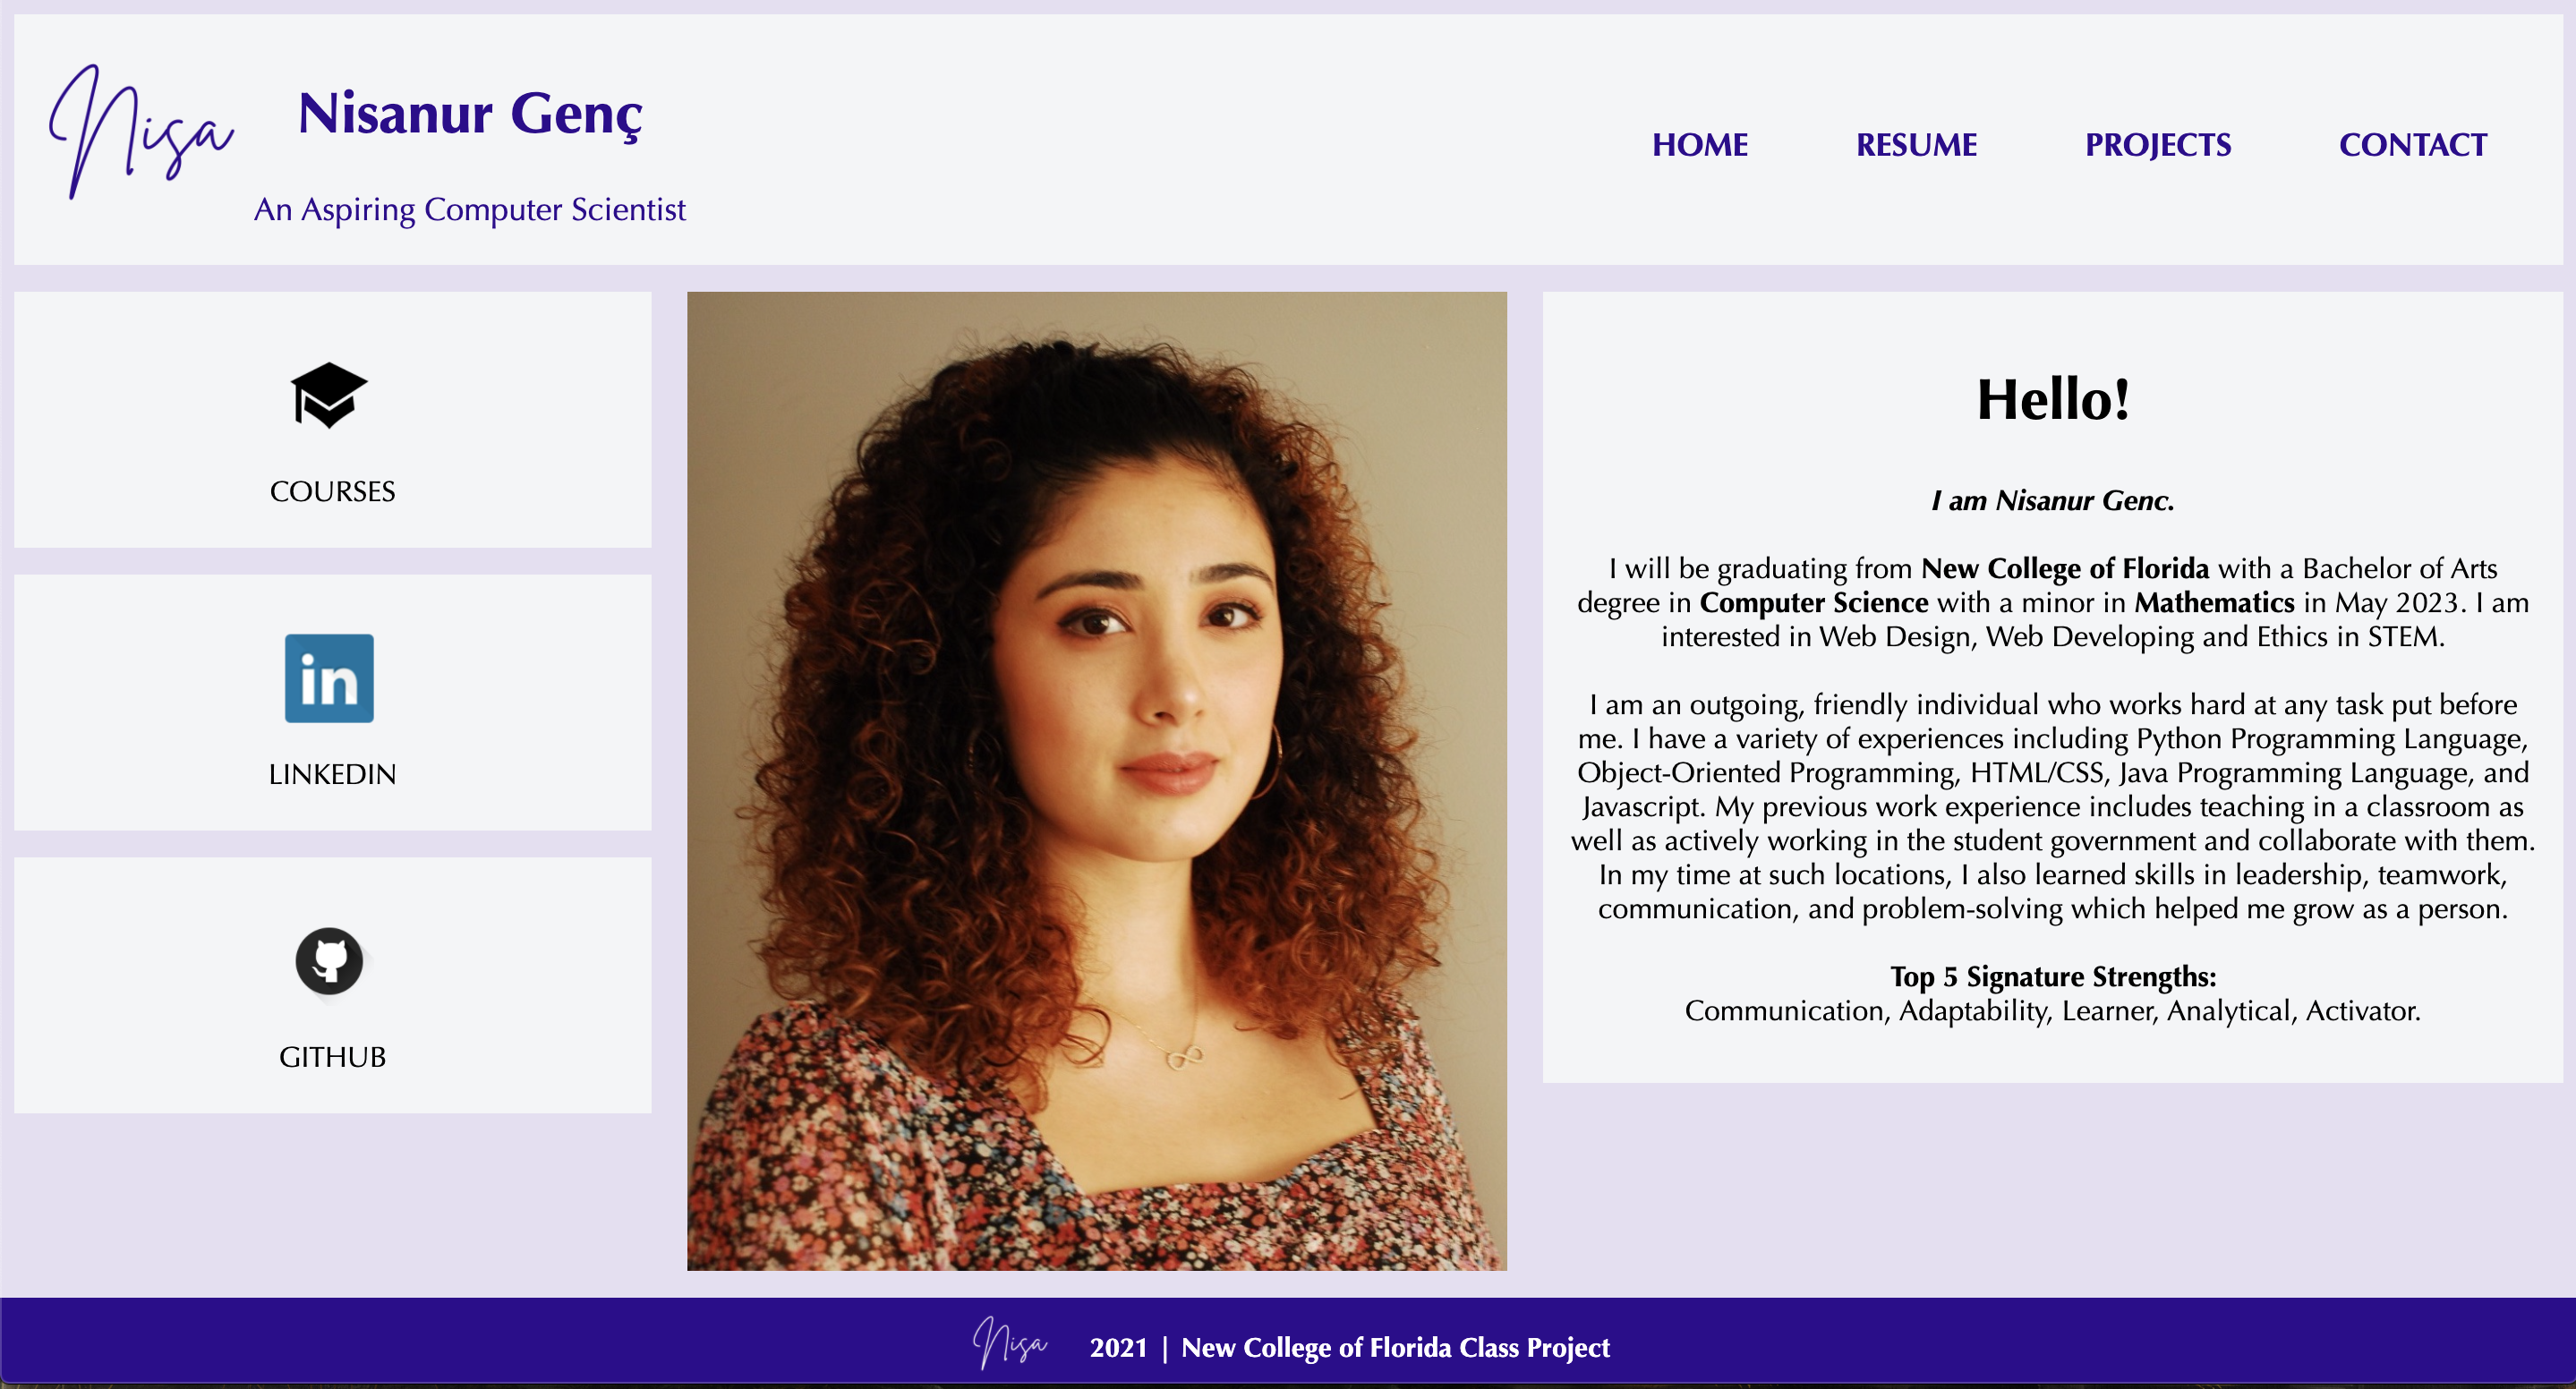 Nisa
Nisanur Genç
An Aspiring Computer Scientist
HOME RESUME PROJECTS CONTACT
COURSES
in
LINKEDIN
GITHUB
Hello!
I am Nisanur Genc.
I will be graduating from New College of Florida with a Bachelor of Arts
degree in Computer Science with a minor in Mathematics in May 2023. I am
interested in Web Design, Web Developing and Ethics in STEM.
I am an outgoing, friendly individual who works hard at any task put before
me. I have a variety of experiences including Python Programming Language,
Object-Oriented Programming, HTML/CSS, Java Programming Language, and
Javascript. My previous work experience includes teaching in a classroom as
well as actively working in the student government and collaborate with them.
In my time at such locations, I also learned skills in leadership, teamwork,
communication, and problem-solving which helped me grow as a person.
Top 5 Signature Strengths:
Communication, Adaptability, Learner, Analytical, Activator.
Nisa 2021 | New College of Florida Class Project